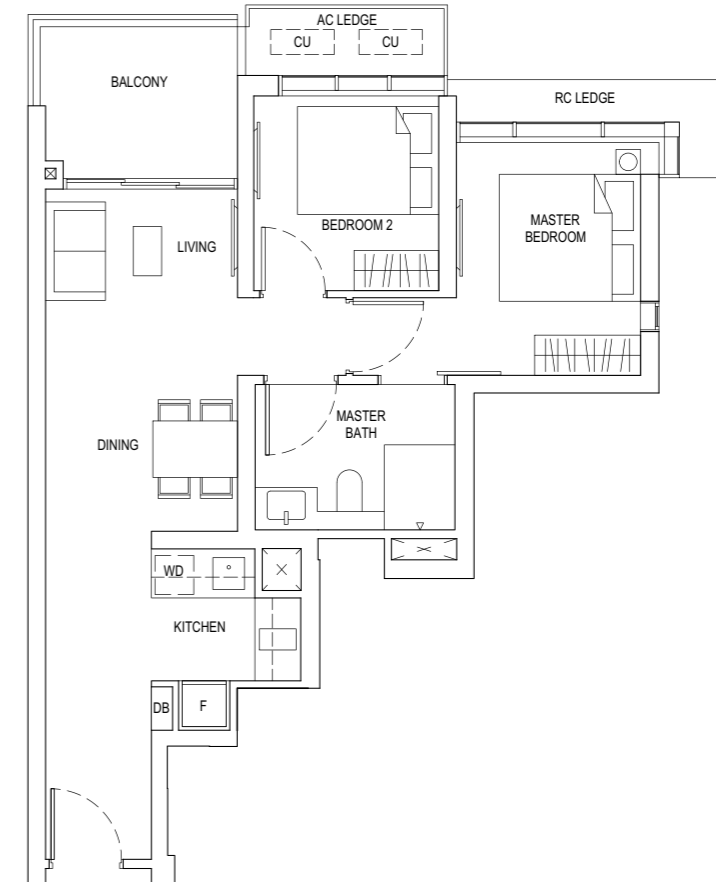 AC LEDGE
CU
CU
BALCONY
RC LEDGE
BEDROOM 2
MASTER
BEDROOM
LIVING
MASTER
BATH
DINING
WD
KITCHEN
DB
F